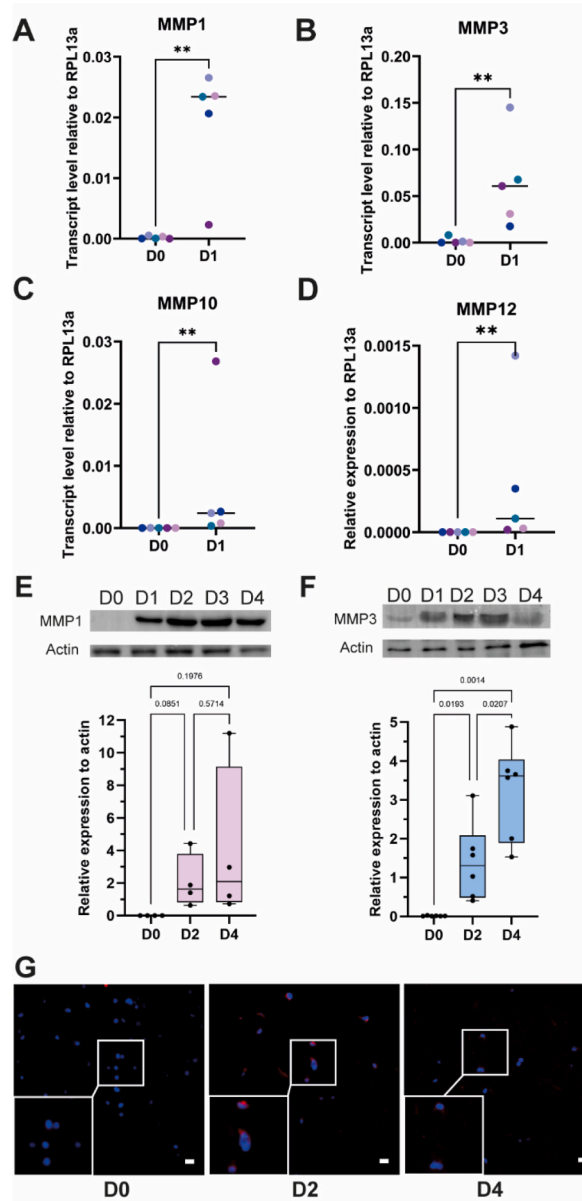 A
MMP1
Transcript level relative to RPL13a
0.03
0.02
0.01
0.00
**
D0 D1
B
MMP3
Transcript level relative to RPL13a
0.20
0.15
0.10
0.05
0.00
**
D0 D1
C
MMP10
Transcript level relative to RPL13a
0.03
0.02
0.01
0.00
**
D0 D1
D
MMP12
Relative expression to RPL13a
0.0015
0.0010
0.0005
0.0000
**
D0 D1
E
D0 D1 D2 D3 D4
MMP1
Actin
0.1976
0.0851 0.5714
Relative expression to actin
12
10
8
6
4
2
0
D0 D2 D4
F
D0 D1 D2 D3 D4
MMP3
Actin
0.0014
0.0193 0.0207
Relative expression to actin
5
4
3
2
1
0
D0 D2 D4
G
D0 D2 D4